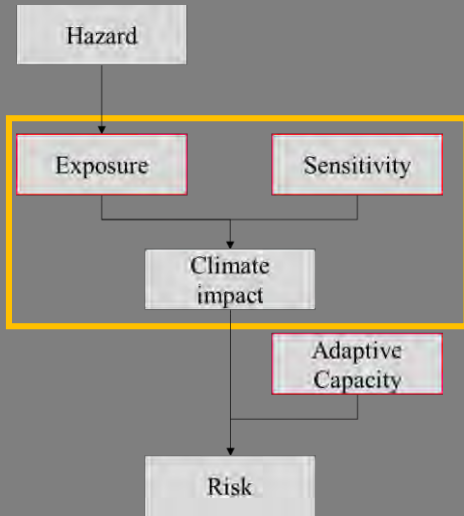 Hazard
Exposure
Sensitivity
Climate
impact
Adaptive
Capacity
Risk